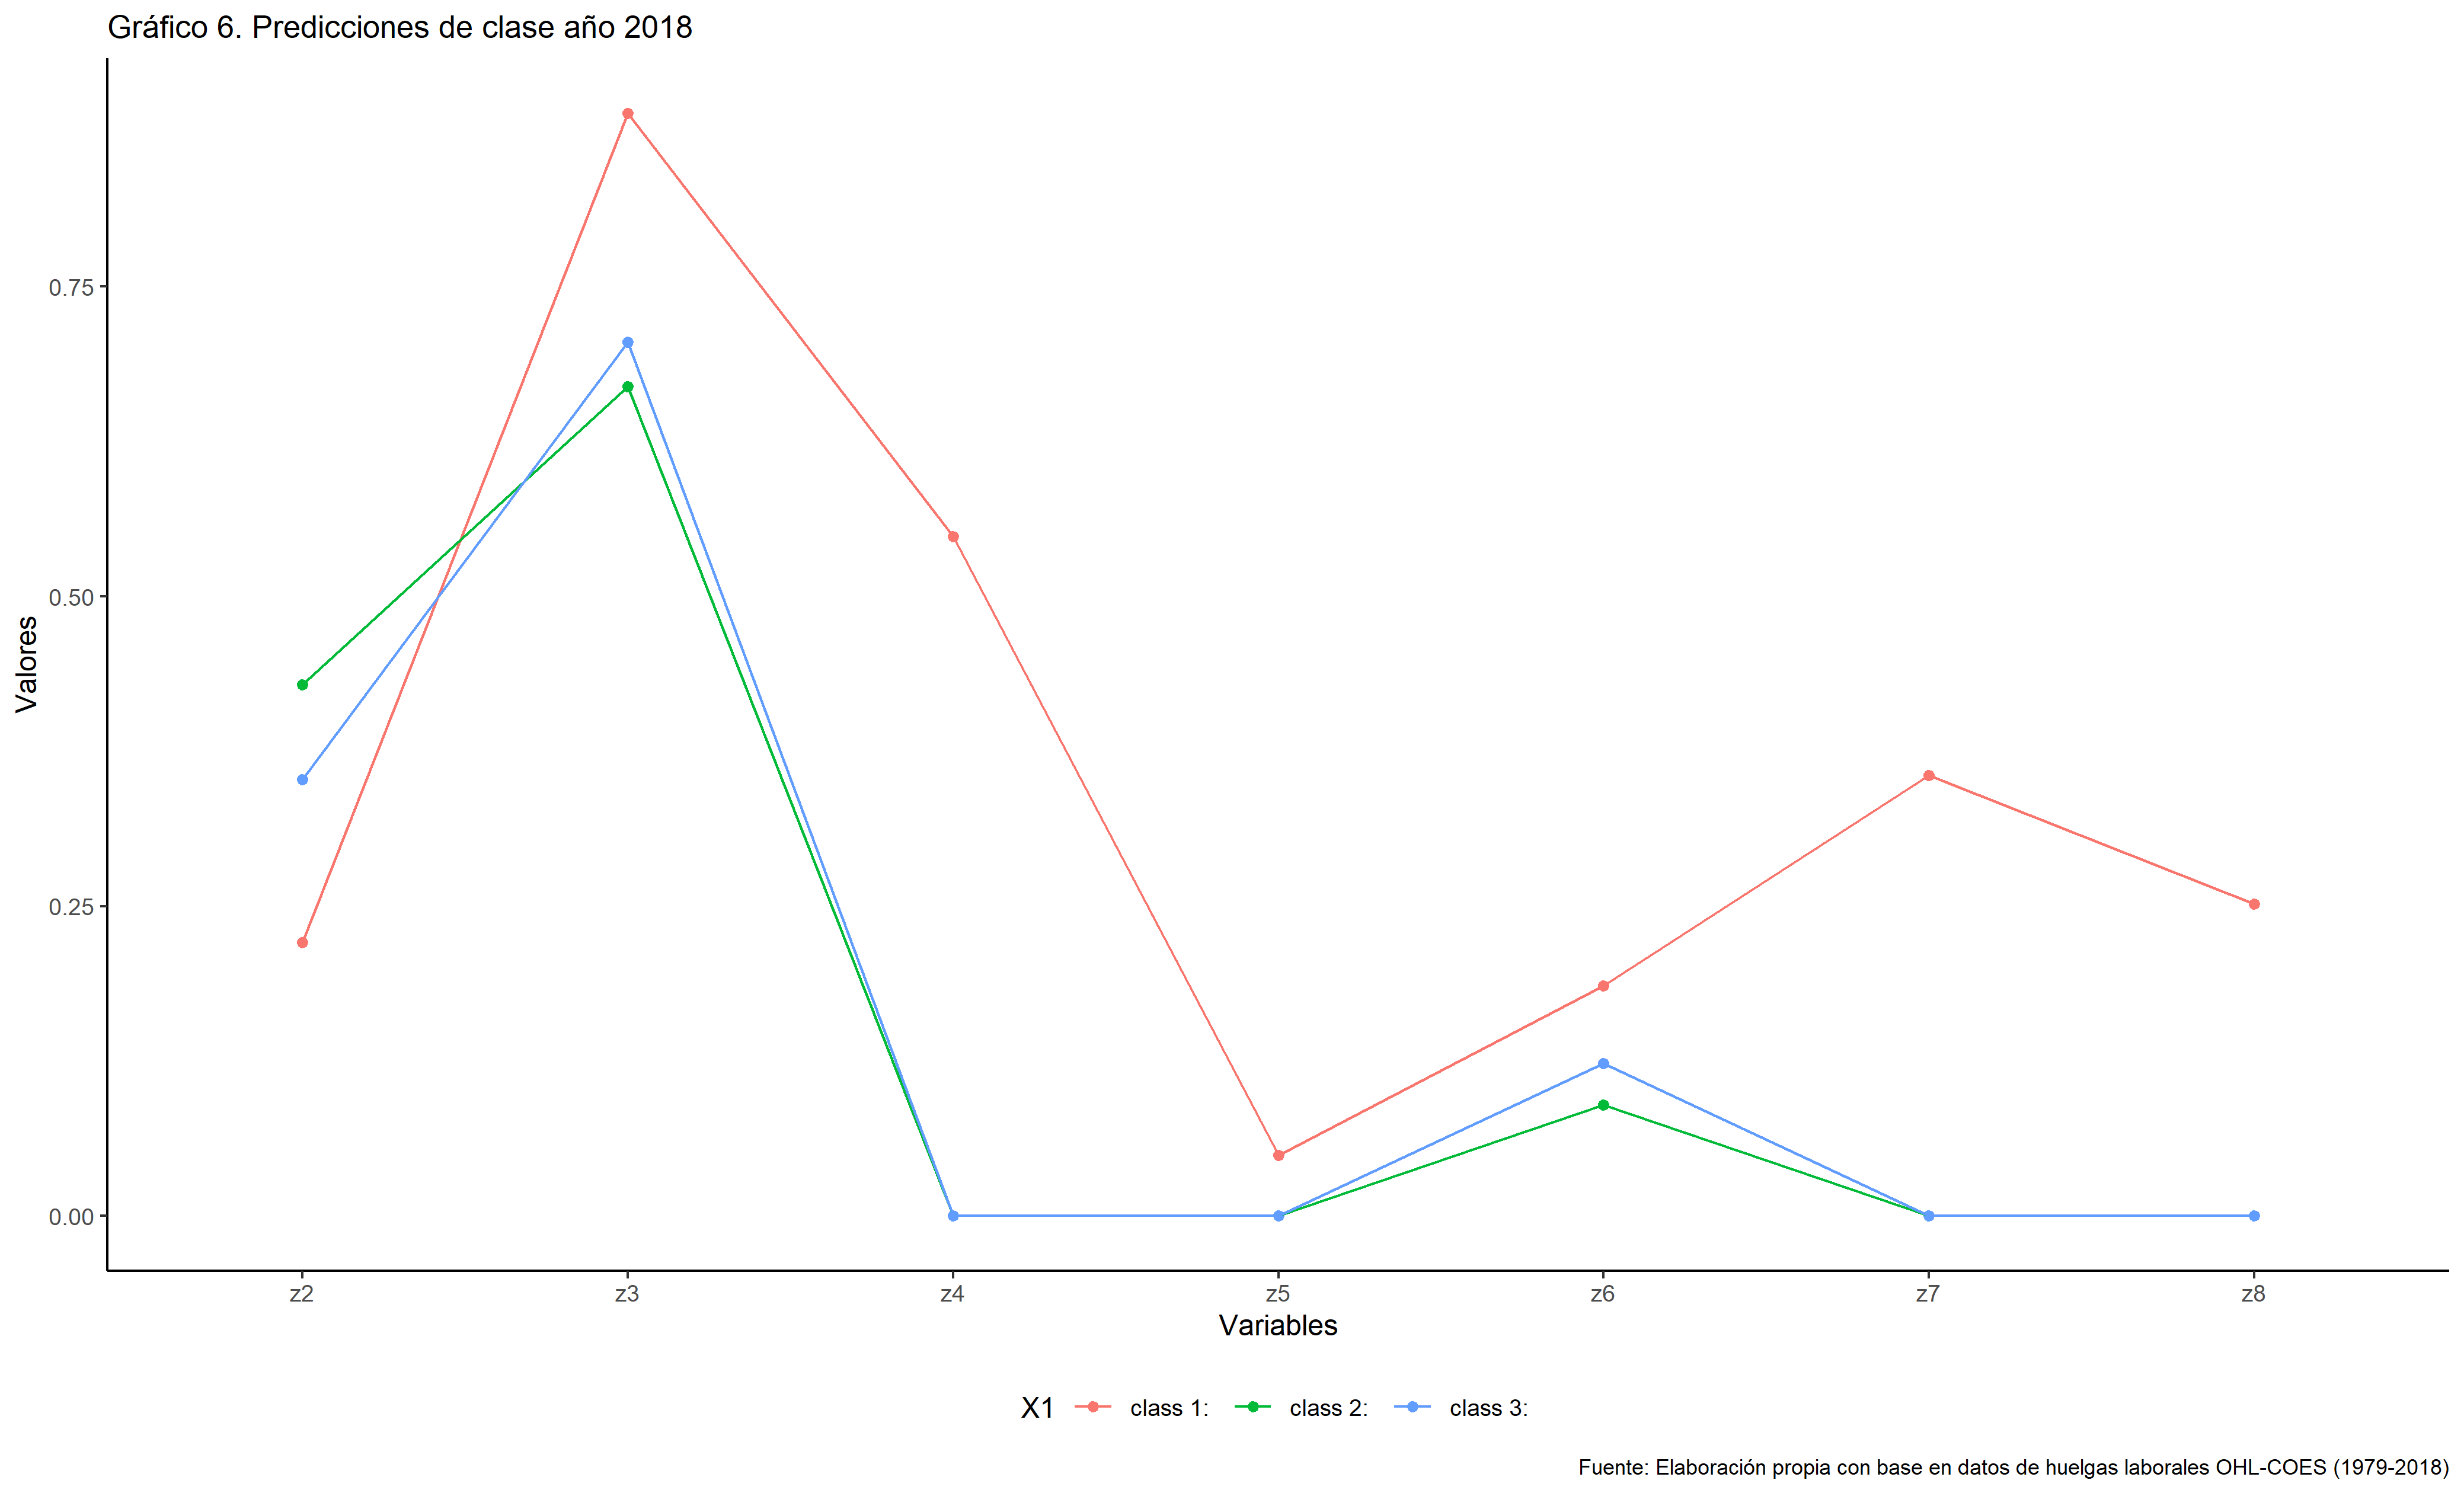 Gráfico 6. Predicciones de clase año 2018
Valores
0.75
0.50
0.25
0.00
z2 z3 z4 z5 z6 z7 z8
Variables
X1 class 1: class 2: class 3:
Fuente: Elaboración propia con base en datos de huelgas laborales OHL-COES (1979-2018)